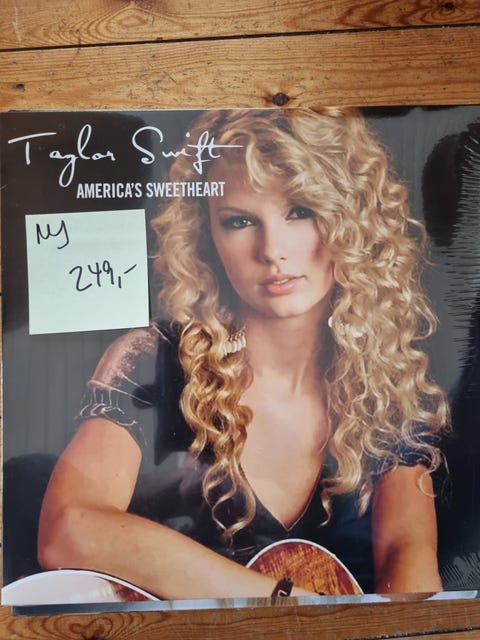 Taylor Swift
AMERICA'S SWEETHEART
Ny
249,-